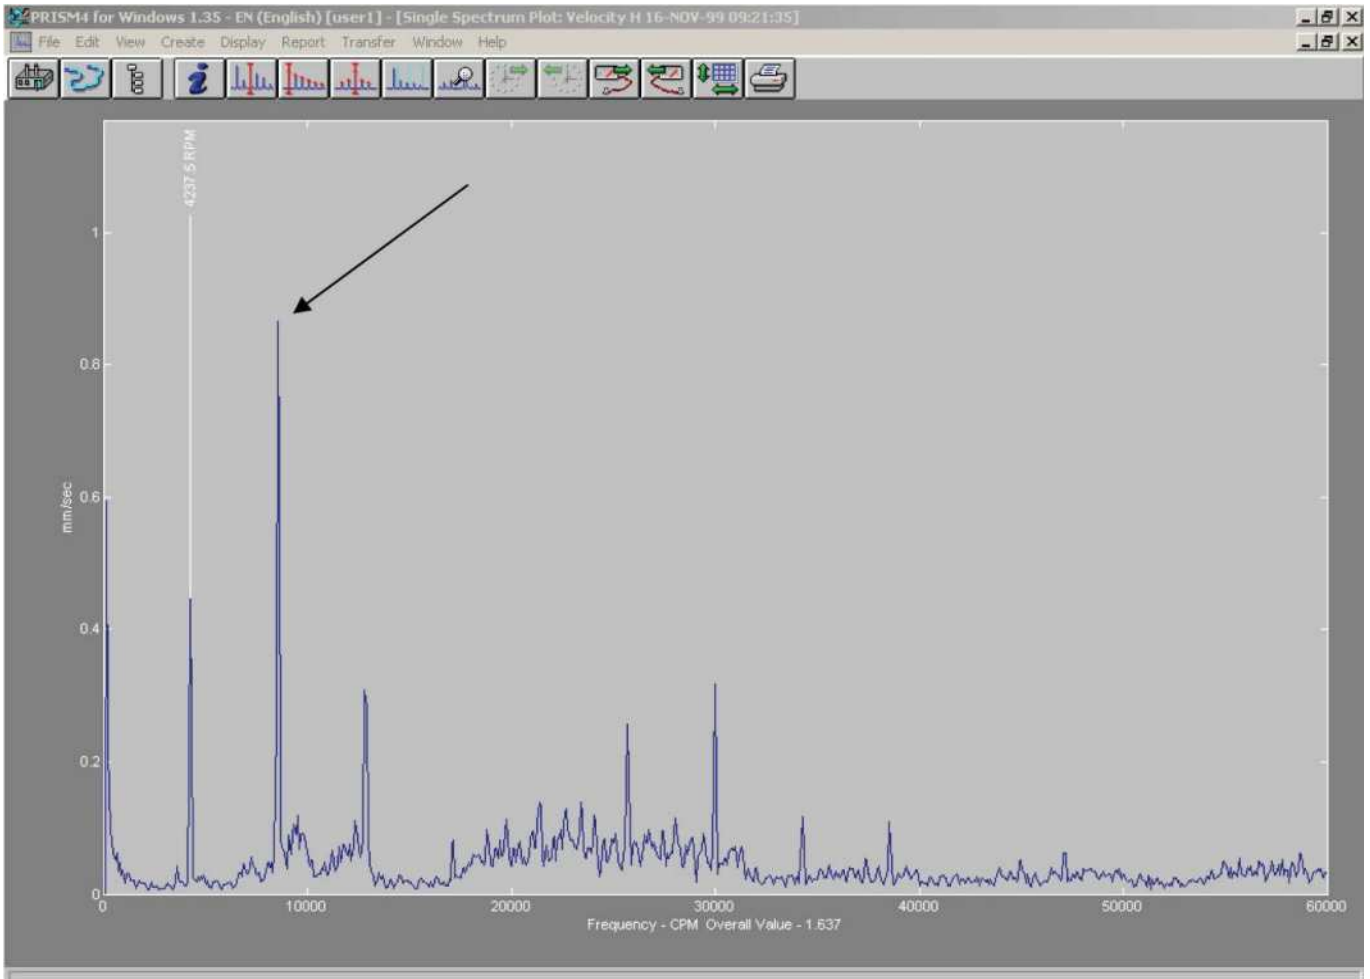 PRISM4 for Windows 1.35 - EN (English) [user1] - [Single Spectrum Plot: Velocity H 16-NOV-99 09:21:35]
File Edit View Create Display Report Transfer Window Help
4237.5 RPM
1
0.8
0.6
mm/sec
0.4
0.2
0
0 10000 20000 30000 40000 50000 60000
Frequency - CPM Overall Value - 1.637